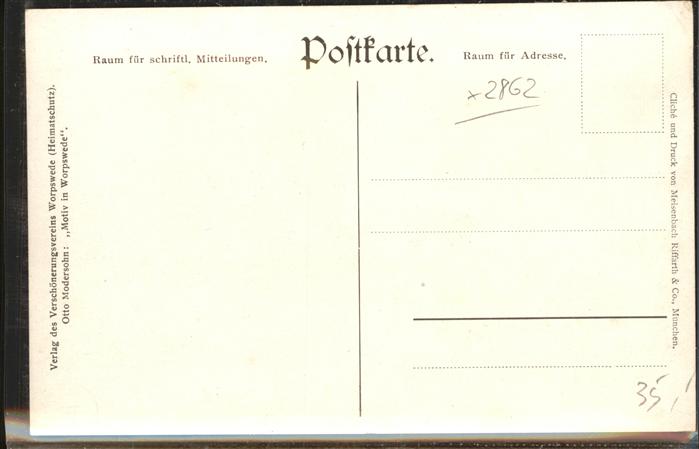 Postkarte.
Raum für schriftl. Mitteilungen.
Raum für Adresse.
x2862
Verlag des Verschönerungsvereins Worpswede (Heimatschutz).
Otto Modersohn: „Motiv in Worpswede“.
Cliché und Druck von Meisenbach Riffarth & Co., München.
35,/